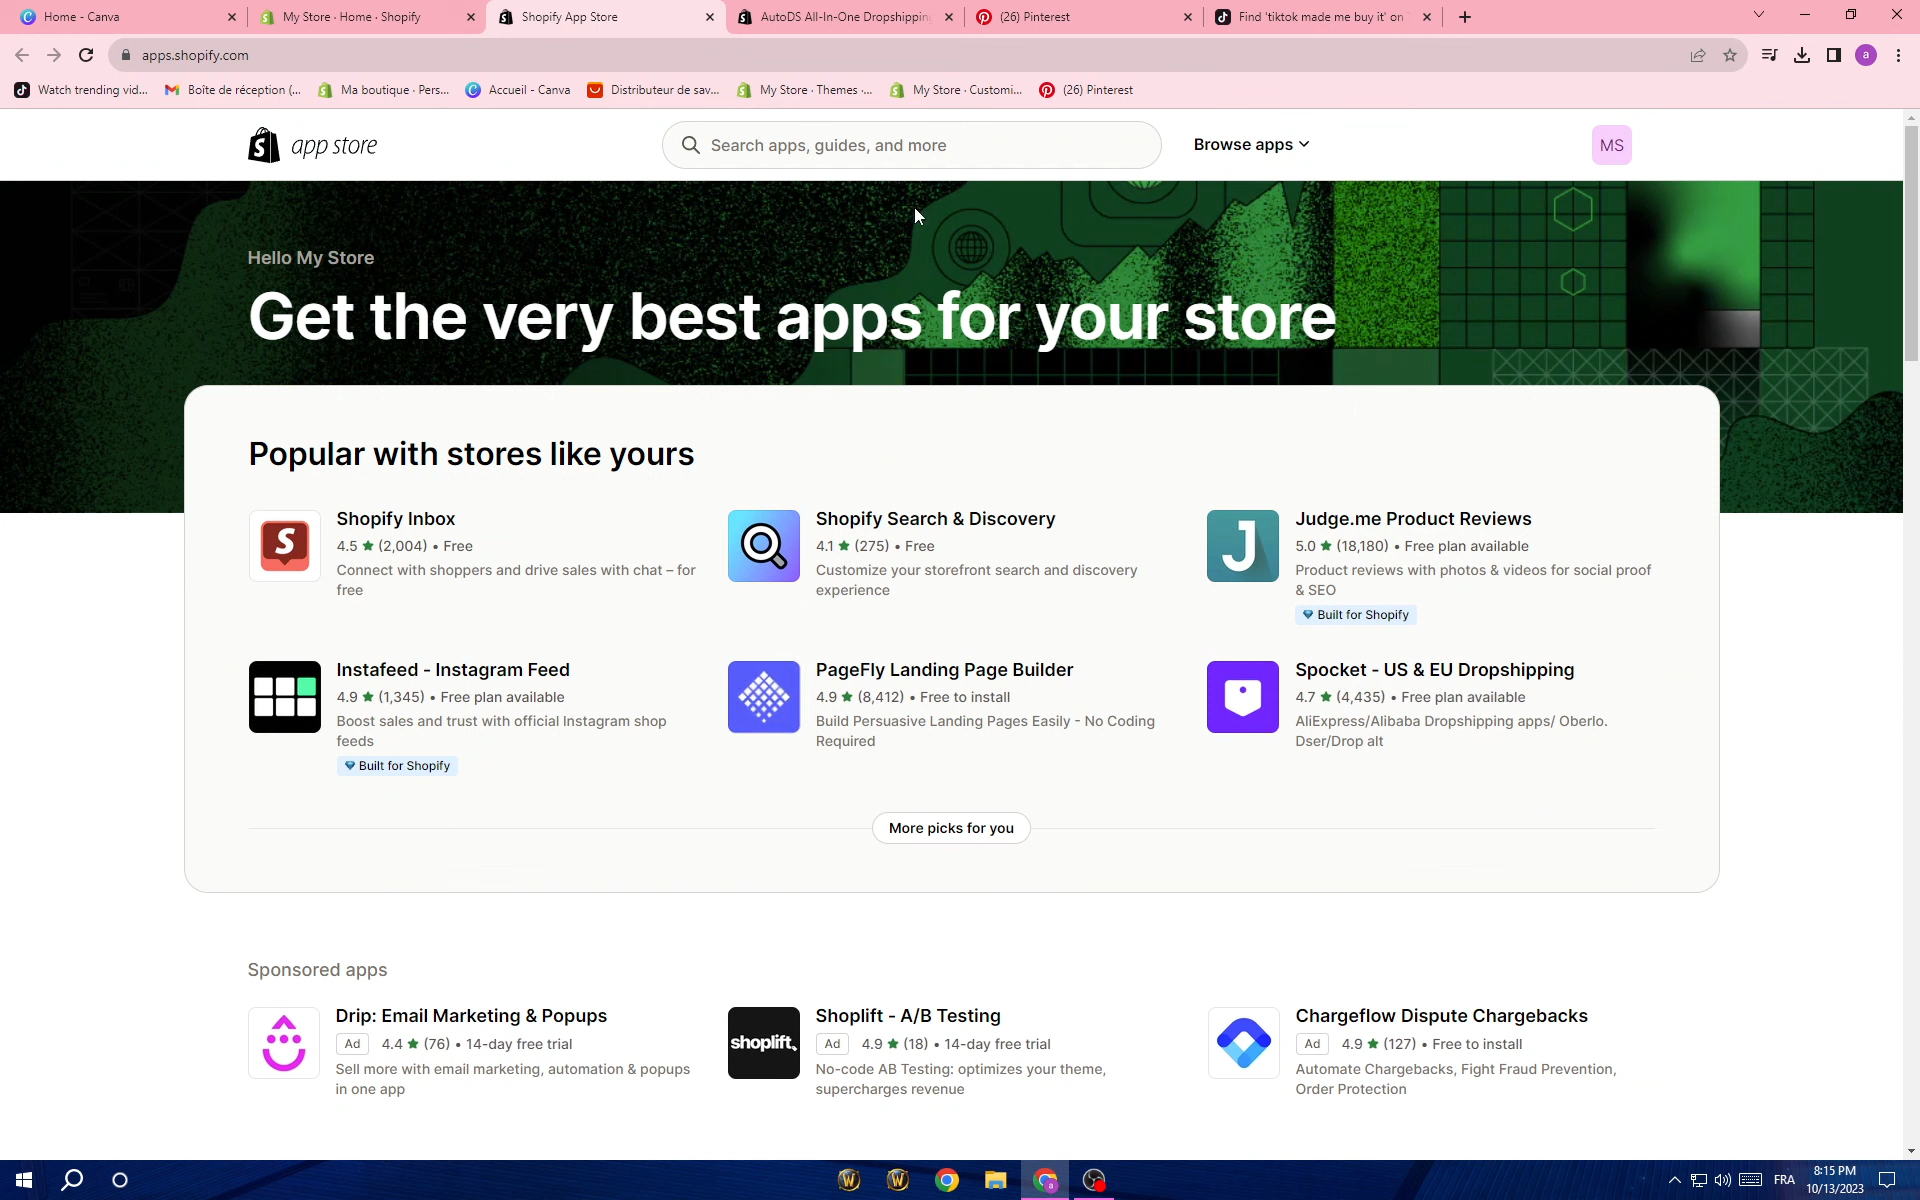 Home - Canva
My Store · Home · Shopify
Shopify App Store
AutoDS All-In-One Dropshippin
(26) Pinterest
Find 'tiktok made me buy it' on
apps.shopify.com
a
Watch trending vid...
Boîte de réception (...
Ma boutique · Pers...
Accueil - Canva
Distributeur de sav...
My Store · Themes ·...
My Store · Customi...
(26) Pinterest
app store
Search apps, guides, and more
Browse apps
MS
Hello My Store
Get the very best apps for your store
Popular with stores like yours
Shopify Inbox
4.5 ★ (2,004) • Free
Connect with shoppers and drive sales with chat – for
free
Shopify Search & Discovery
4.1 ★ (275) • Free
Customize your storefront search and discovery
experience
Judge.me Product Reviews
5.0 ★ (18,180) • Free plan available
Product reviews with photos & videos for social proof
& SEO
Built for Shopify
Instafeed - Instagram Feed
4.9 ★ (1,345) • Free plan available
Boost sales and trust with official Instagram shop
feeds
Built for Shopify
PageFly Landing Page Builder
4.9 ★ (8,412) • Free to install
Build Persuasive Landing Pages Easily - No Coding
Required
Spocket - US & EU Dropshipping
4.7 ★ (4,435) • Free plan available
AliExpress/Alibaba Dropshipping apps/ Oberlo.
Dser/Drop alt
More picks for you
Sponsored apps
Drip: Email Marketing & Popups
Ad 4.4 ★ (76) • 14-day free trial
Sell more with email marketing, automation & popups
in one app
shoplift.
Shoplift - A/B Testing
Ad 4.9 ★ (18) • 14-day free trial
No-code AB Testing: optimizes your theme,
supercharges revenue
Chargeflow Dispute Chargebacks
Ad 4.9 ★ (127) • Free to install
Automate Chargebacks, Fight Fraud Prevention,
Order Protection
FRA
8:15 PM
10/13/2023